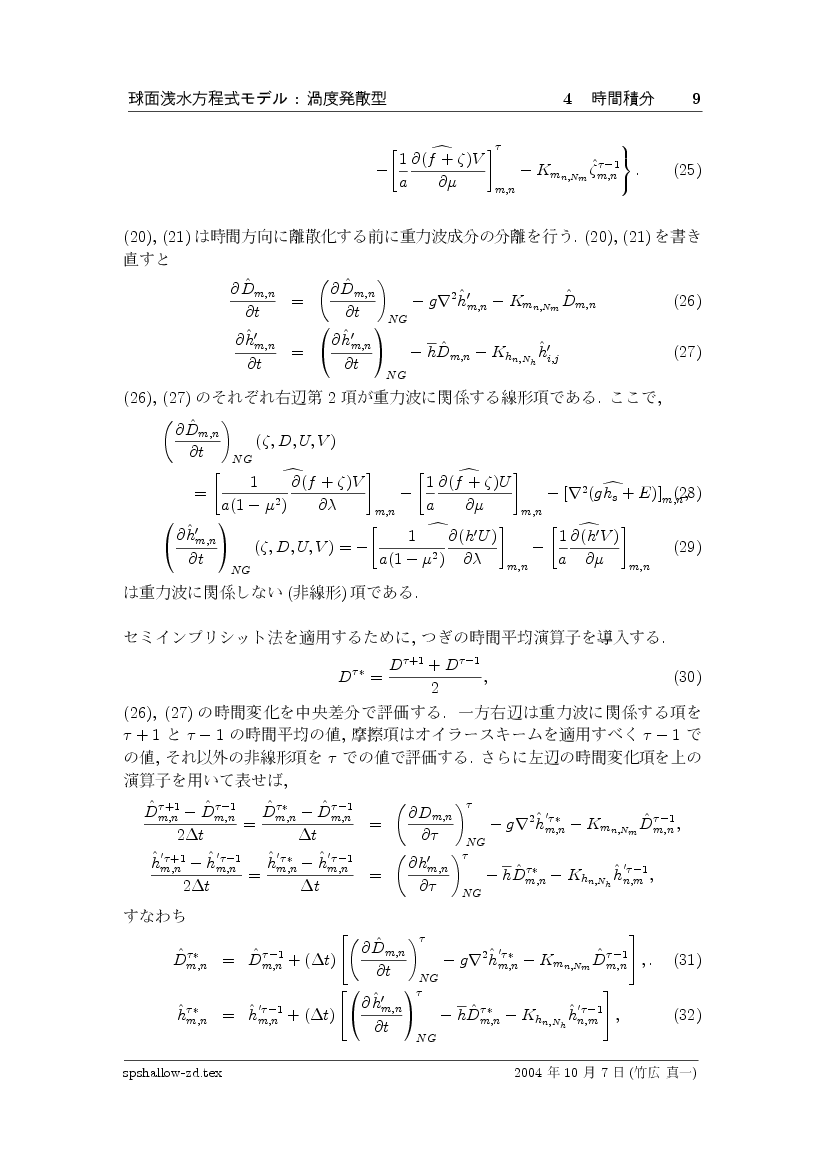 球面浅水方程式モデル : 渦度発散型 4 時間積分 9
$-\left[\frac{1}{a}\frac{\partial\widehat{(f+\zeta)V}}{\partial\mu}\right]^{\tau}_{m,n} - K_{m_{n,N_m}}\hat{\zeta}^{\tau-1}_{m,n}\Biggr\}.$ (25)
(20), (21) は時間方向に離散化する前に重力波成分の分離を行う. (20), (21) を書き
直すと
$\frac{\partial\hat{D}_{m,n}}{\partial t} = \left(\frac{\partial\hat{D}_{m,n}}{\partial t}\right)_{NG} - g\nabla^2\hat{h}'_{m,n} - K_{m_{n,N_m}}\hat{D}_{m,n}$ (26)
$\frac{\partial\hat{h}'_{m,n}}{\partial t} = \left(\frac{\partial\hat{h}'_{m,n}}{\partial t}\right)_{NG} - \overline{h}\hat{D}_{m,n} - K_{h_{n,N_h}}\hat{h}'_{i,j}$ (27)
(26), (27) のそれぞれ右辺第 2 項が重力波に関係する線形項である. ここで,
$\left(\frac{\partial\hat{D}_{m,n}}{\partial t}\right)_{NG}(\zeta, D, U, V)$
$= \left[\frac{1}{a(1-\mu^2)}\widehat{\frac{\partial(f+\zeta)V}{\partial\lambda}}\right]_{m,n} - \left[\frac{1}{a}\widehat{\frac{\partial(f+\zeta)U}{\partial\mu}}\right]_{m,n} - [\nabla^2(\widehat{gh_s+E})]_{m,n},$ (28)
$\left(\frac{\partial\hat{h}'_{m,n}}{\partial t}\right)_{NG}(\zeta, D, U, V) = -\left[\widehat{\frac{1}{a(1-\mu^2)}\frac{\partial(h'U)}{\partial\lambda}}\right]_{m,n} - \left[\frac{1}{a}\widehat{\frac{\partial(h'V)}{\partial\mu}}\right]_{m,n}$ (29)
は重力波に関係しない (非線形) 項である.
セミインプリシット法を適用するために, つぎの時間平均演算子を導入する.
$D^{\tau*} = \frac{D^{\tau+1}+D^{\tau-1}}{2},$ (30)
(26), (27) の時間変化を中央差分で評価する. 一方右辺は重力波に関係する項を
$\tau+1$ と $\tau-1$ の時間平均の値, 摩擦項はオイラースキームを適用すべく $\tau-1$ で
の値, それ以外の非線形項を $\tau$ での値で評価する. さらに左辺の時間変化項を上の
演算子を用いて表せば,
$\frac{\hat{D}^{\tau+1}_{m,n}-\hat{D}^{\tau-1}_{m,n}}{2\Delta t} = \frac{\hat{D}^{\tau*}_{m,n}-\hat{D}^{\tau-1}_{m,n}}{\Delta t} = \left(\frac{\partial D_{m,n}}{\partial\tau}\right)^{\tau}_{NG} - g\nabla^2\hat{h}'^{\tau*}_{m,n} - K_{m_{n,N_m}}\hat{D}^{\tau-1}_{m,n},$
$\frac{\hat{h}'^{\tau+1}_{m,n}-\hat{h}'^{\tau-1}_{m,n}}{2\Delta t} = \frac{\hat{h}'^{\tau*}_{m,n}-\hat{h}'^{\tau-1}_{m,n}}{\Delta t} = \left(\frac{\partial h'_{m,n}}{\partial\tau}\right)^{\tau}_{NG} - \overline{h}\hat{D}^{\tau*}_{m,n} - K_{h_{n,N_h}}\hat{h}'^{\tau-1}_{n,m},$
すなわち
$\hat{D}^{\tau*}_{m,n} = \hat{D}^{\tau-1}_{m,n} + (\Delta t)\left[\left(\frac{\partial\hat{D}_{m,n}}{\partial t}\right)^{\tau}_{NG} - g\nabla^2\hat{h}'^{\tau*}_{m,n} - K_{m_{n,N_m}}\hat{D}^{\tau-1}_{m,n}\right],.$ (31)
$\hat{h}^{\tau*}_{m,n} = \hat{h}'^{\tau-1}_{m,n} + (\Delta t)\left[\left(\frac{\partial\hat{h}'_{m,n}}{\partial t}\right)^{\tau}_{NG} - \overline{h}\hat{D}^{\tau*}_{m,n} - K_{h_{n,N_h}}\hat{h}'^{\tau-1}_{n,m}\right],$ (32)
spshallow-zd.tex 2004 年 10 月 7 日 (竹広 真一)